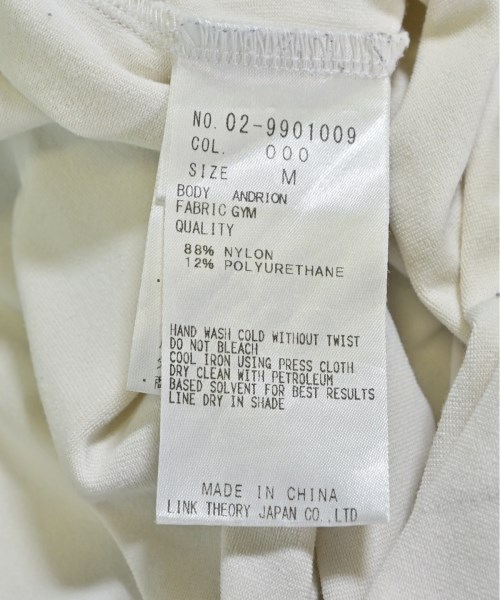 NO. 02-9901009
COL. 000
SIZE M
BODY ANDRION
FABRIC GYM
QUALITY
88% NYLON
12% POLYURETHANE
HAND WASH COLD WITHOUT TWIST
DO NOT BLEACH
COOL IRON USING PRESS CLOTH
DRY CLEAN WITH PETROLEUM
BASED SOLVENT FOR BEST RESULTS
LINE DRY IN SHADE
MADE IN CHINA
LINK THEORY JAPAN CO.,LTD